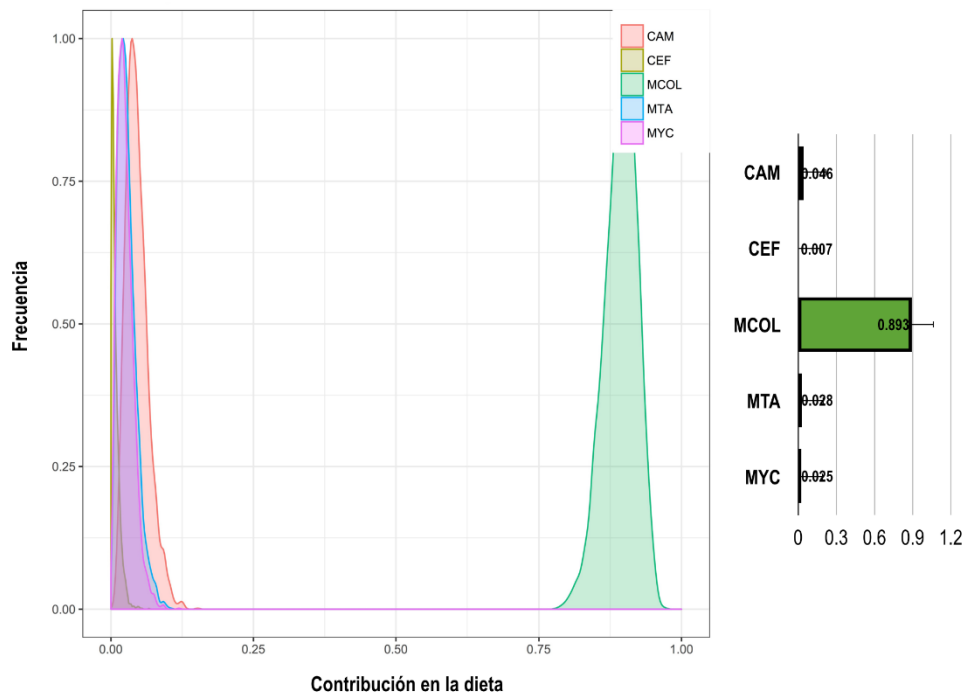 1.00
0.75
0.50
0.25
0.00
Frecuencia
0.00
0.25
0.50
0.75
1.00
Contribución en la dieta
CAM
CEF
MCOL
MTA
MYC
CAM
0.046
CEF
0.007
MCOL
0.893
MTA
0.028
MYC
0.025
0 0.3 0.6 0.9 1.2